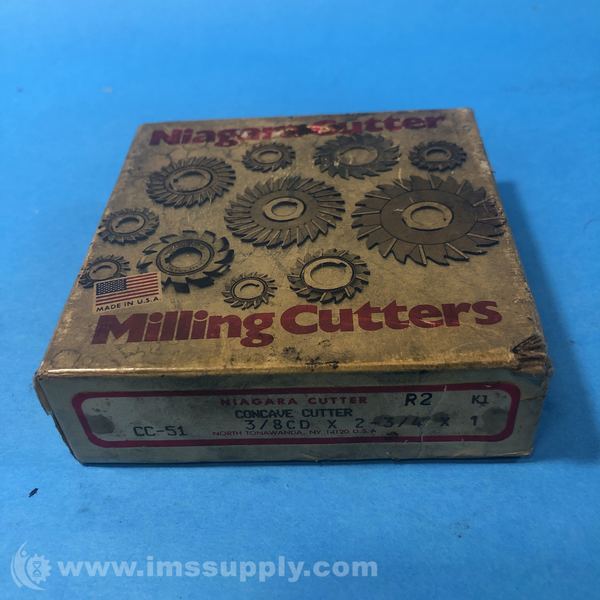 Niagara Cutter
MADE IN U.S.A
Milling Cutters
NIAGARA CUTTER R2 K1
CONCAVE CUTTER
CC-51 3/8CD X 2-3/4 X 1
NORTH TONAWANDA, NY 14120 U.S.A
www.imssupply.com